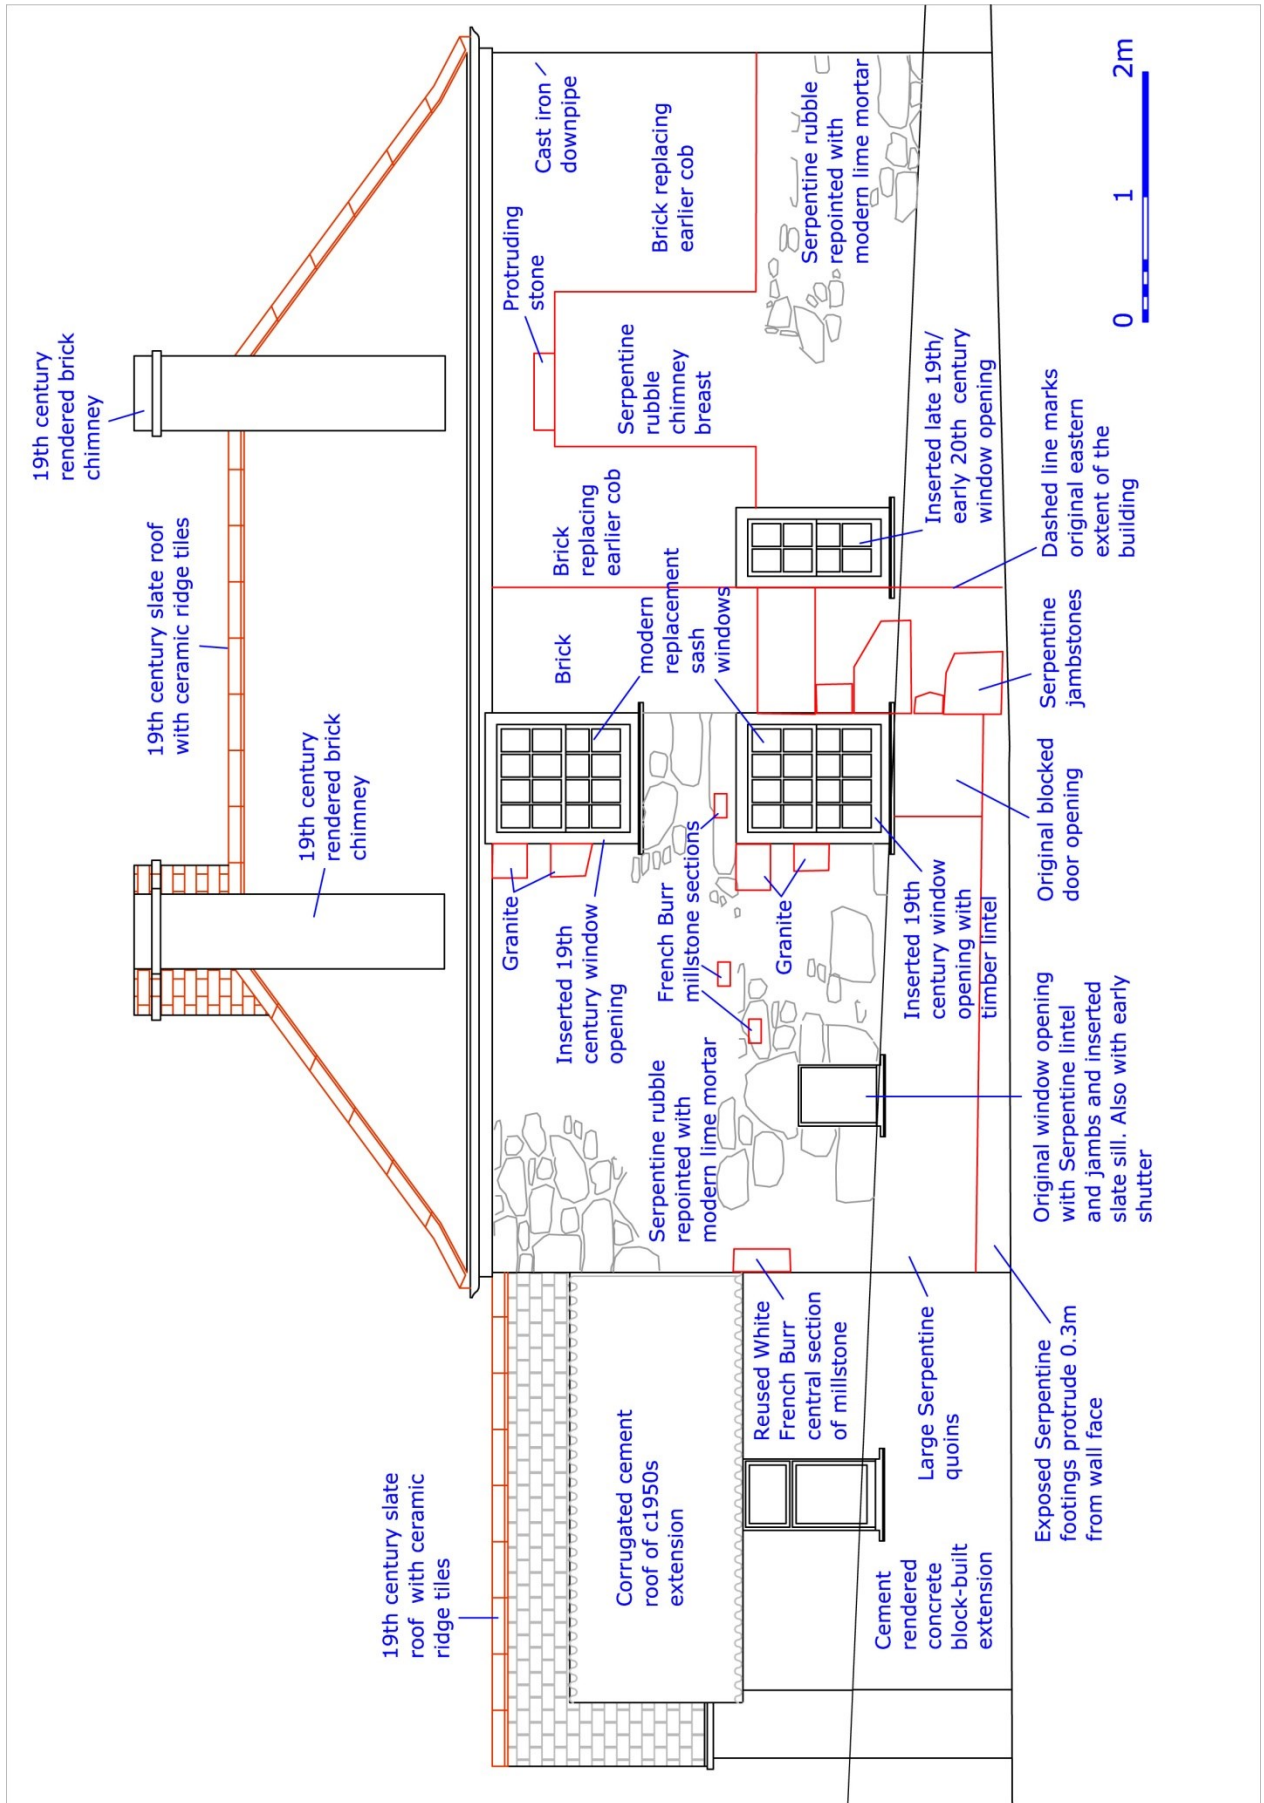 19th century slate
roof with ceramic
ridge tiles
19th century
rendered brick
chimney
19th century slate roof
with ceramic ridge tiles
19th century
rendered brick
chimney
Corrugated cement
roof of c1950s
extension
Cement
rendered
concrete
block-built
extension
Reused White
French Burr
central section
of millstone
Large Serpentine
quoins
Exposed Serpentine
footings protrude 0.3m
from wall face
Serpentine rubble
repointed with
modern lime mortar
Granite
Inserted 19th
century window
opening
French Burr
millstone sections
Granite
Inserted 19th
century window
opening with
timber lintel
Original window opening
with Serpentine lintel
and jambs and inserted
slate sill. Also with early
shutter
Original blocked
door opening
Brick
modern
replacement
sash
windows
Serpentine
jambstones
Brick
replacing
earlier cob
Dashed line marks
original eastern
extent of the
building
Inserted late 19th/
early 20th century
window opening
Protruding
stone
Serpentine
rubble
chimney
breast
Cast iron
downpipe
Brick replacing
earlier cob
Serpentine rubble
repointed with
modern lime mortar
0 1 2m